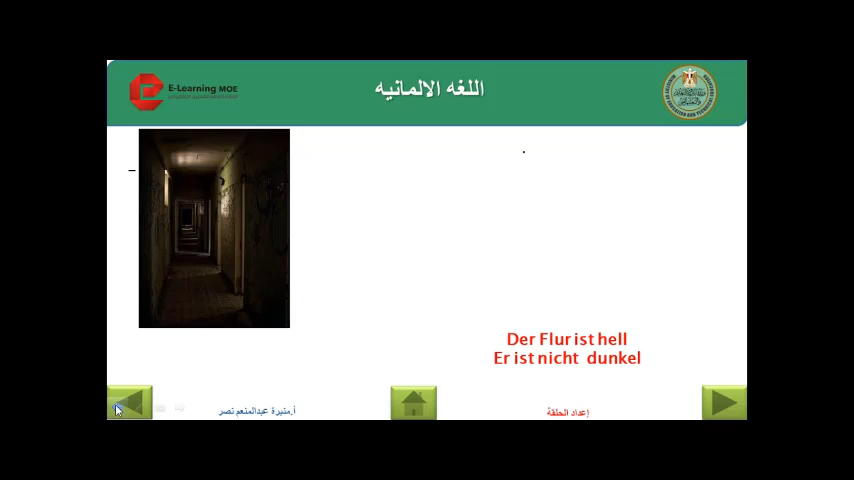 E-Learning MOE
اللغه الالمانيه
Der Flur ist hell
Er ist nicht dunkel
أ.منيرة عبدالمنعم نصر
إعداد الحلقة